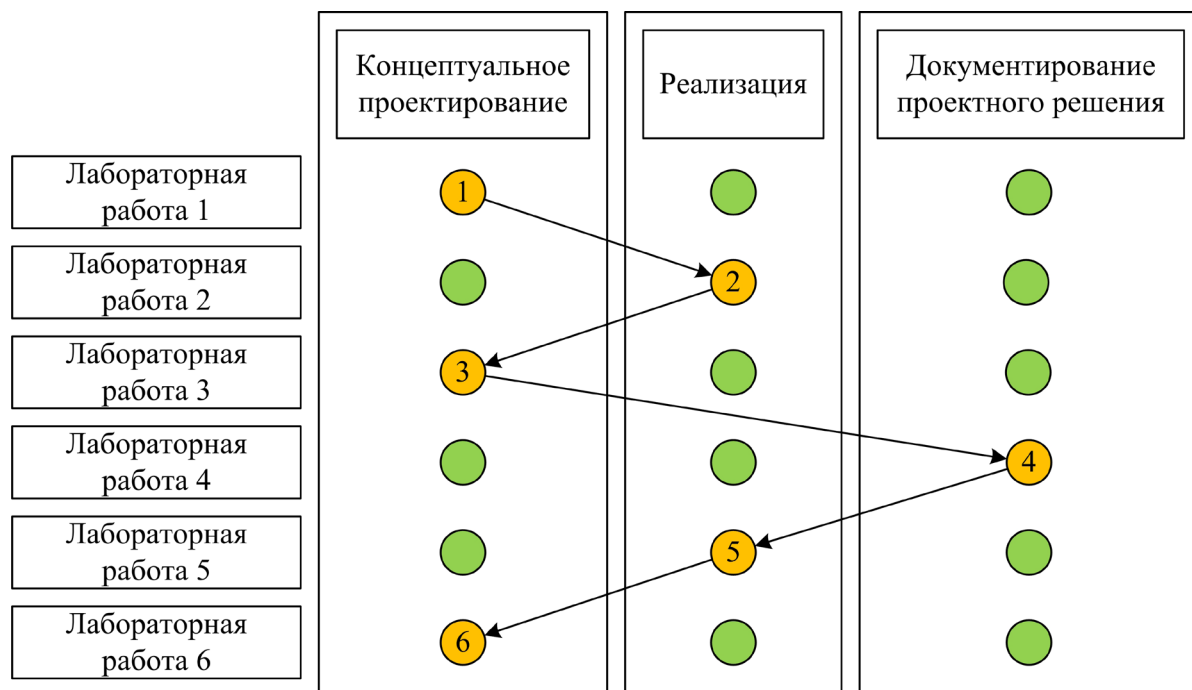 Концептуальное
проектирование
Реализация
Документирование
проектного решения
Лабораторная
работа 1
1
Лабораторная
работа 2
2
Лабораторная
работа 3
3
Лабораторная
работа 4
4
Лабораторная
работа 5
5
Лабораторная
работа 6
6